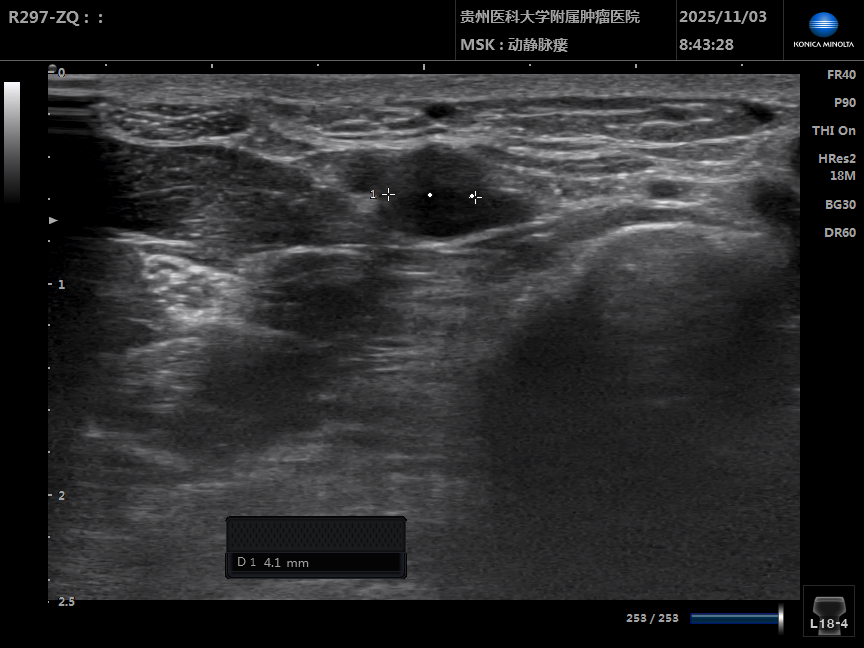 R297-ZQ : :
贵州医科大学附属肿瘤医院
2025/11/03
MSK : 动静脉瘘
8:43:28
KONICA MINOLTA
FR40
P90
THI On
HRes2
18M
BG30
DR60
0
1
1
2
2.5
D 1 4.1 mm
253 / 253
L18-4